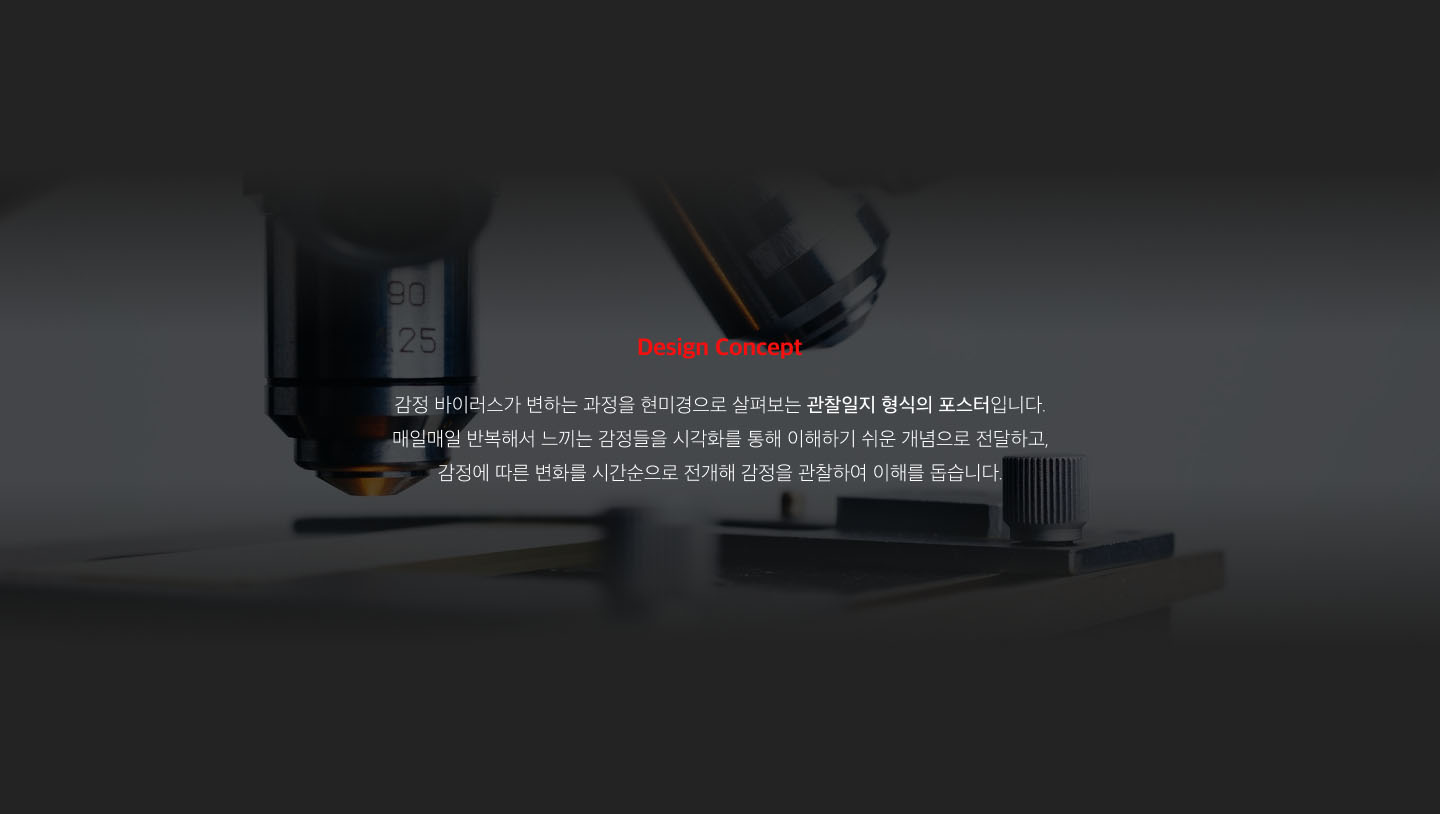 90
.25
Design Concept
감정 바이러스가 변하는 과정을 현미경으로 살펴보는 관찰일지 형식의 포스터입니다.
매일매일 반복해서 느끼는 감정들을 시각화를 통해 이해하기 쉬운 개념으로 전달하고,
감정에 따른 변화를 시간순으로 전개해 감정을 관찰하여 이해를 돕습니다.